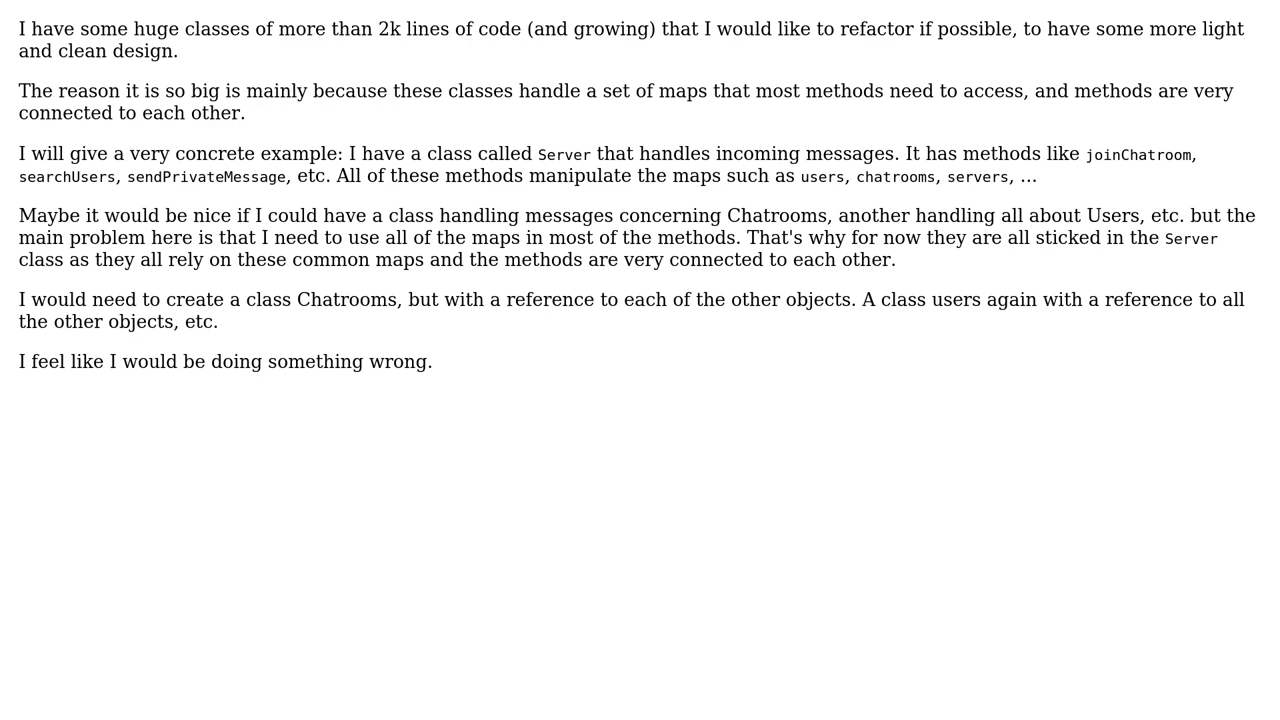 I have some huge classes of more than 2k lines of code (and growing) that I would like to refactor if possible, to have some more light
and clean design.
The reason it is so big is mainly because these classes handle a set of maps that most methods need to access, and methods are very
connected to each other.
I will give a very concrete example: I have a class called Server that handles incoming messages. It has methods like joinChatroom,
searchUsers, sendPrivateMessage, etc. All of these methods manipulate the maps such as users, chatrooms, servers, ...
Maybe it would be nice if I could have a class handling messages concerning Chatrooms, another handling all about Users, etc. but the
main problem here is that I need to use all of the maps in most of the methods. That's why for now they are all sticked in the Server
class as they all rely on these common maps and the methods are very connected to each other.
I would need to create a class Chatrooms, but with a reference to each of the other objects. A class users again with a reference to all
the other objects, etc.
I feel like I would be doing something wrong.